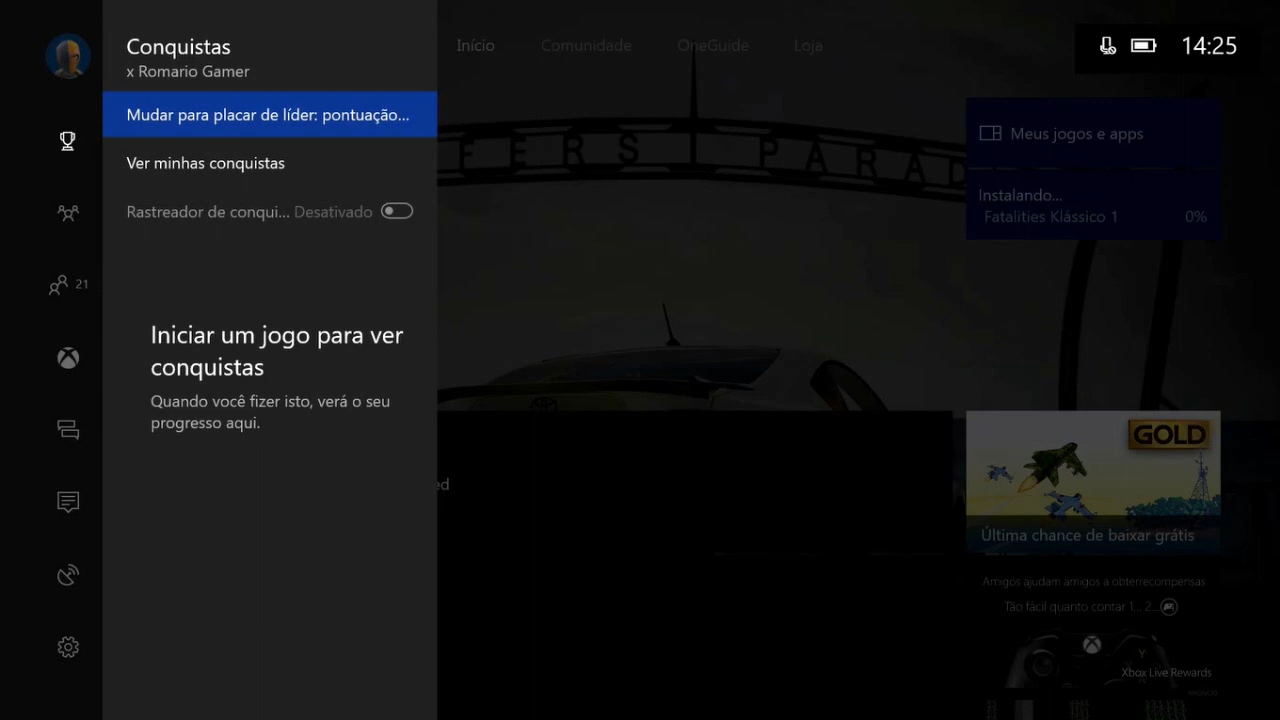 Conquistas
x Romario Gamer
Mudar para placar de líder: pontuação...
Ver minhas conquistas
Rastreador de conqui... Desativado
Iniciar um jogo para ver
conquistas
Quando você fizer isto, verá o seu
progresso aqui.
21
Início
Comunidade
OneGuide
Loja
14:25
FERS PARAD
Meus jogos e apps
Instalando...
Fatalities Klássico 1 0%
ed
GOLD
Última chance de baixar grátis
Amigos ajudam amigos a obterrecompensas
Tão fácil quanto contar 1... 2...
Y
Xbox Live Rewards